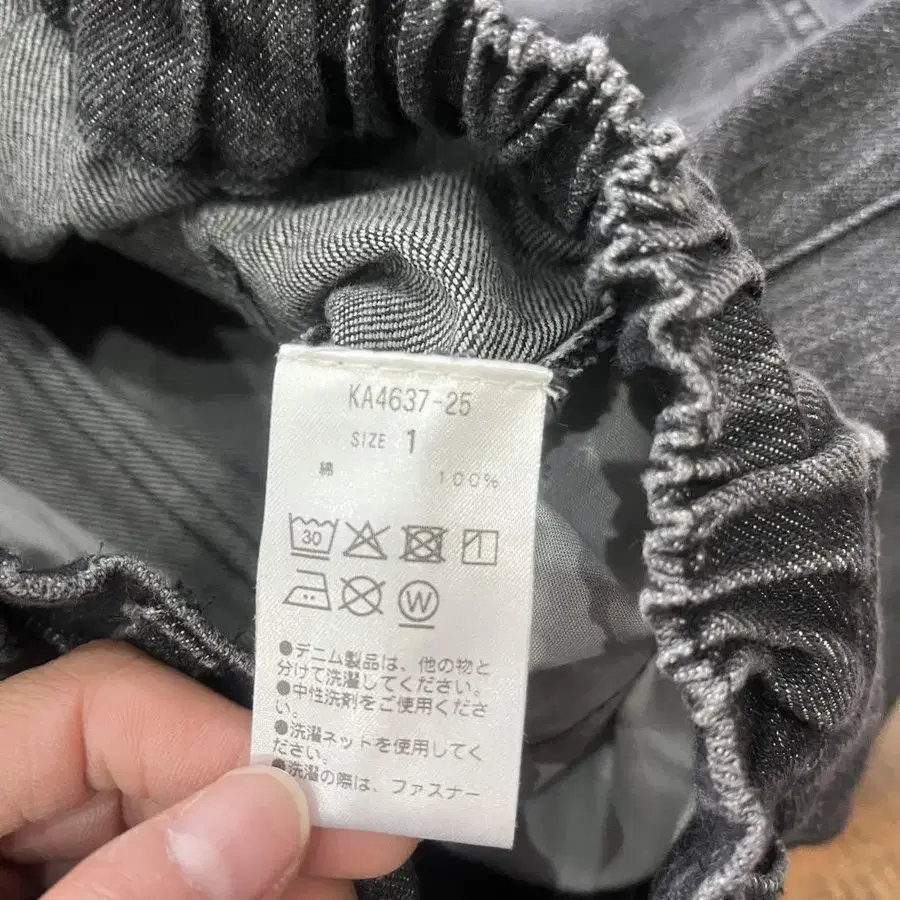 KA4637-25
SIZE 1
綿 100%
30
W
●デニム製品は、他の物と
分けて洗濯してください。
●中性洗剤をご使用くださ
い。
●洗濯ネットを使用してく
ださい。
●洗濯の際は、ファスナー